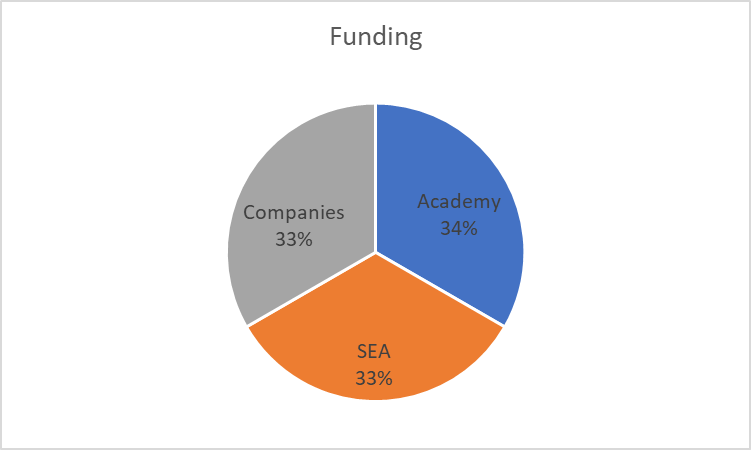 Funding
Academy
34%
Companies
33%
SEA
33%